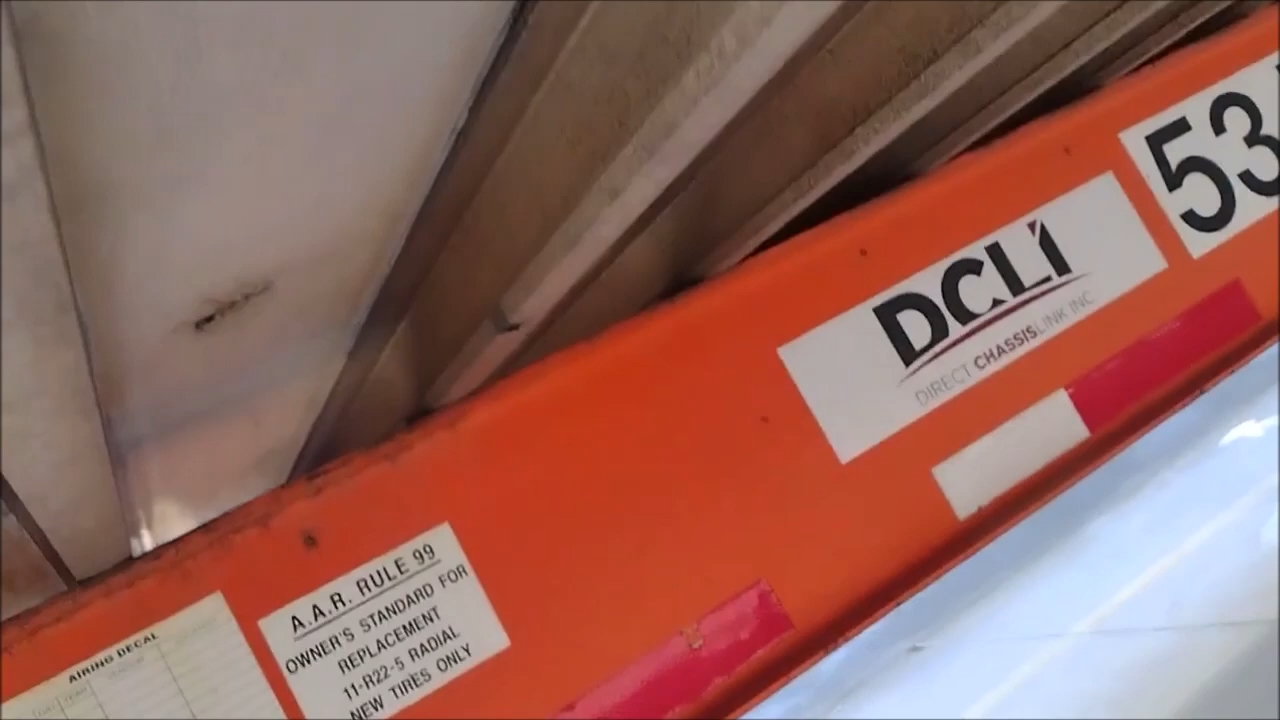 53
DCLI
DIRECT CHASSISLINK INC
A.A.R. RULE 99
OWNER'S STANDARD FOR
REPLACEMENT
11-R22-5 RADIAL
NEW TIRES ONLY
AIRING DECAL